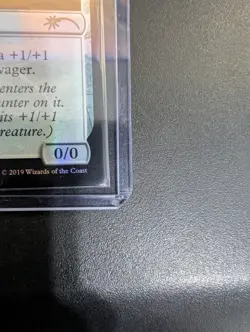 a +1/+1
vager.
enters the
unter on it.
its +1/+1
reature.)
0/0
© 2019 Wizards of the Coast